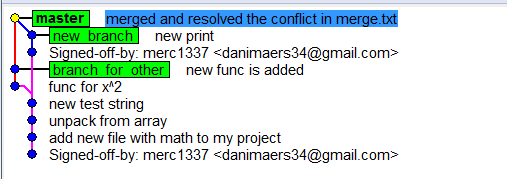 master merged and resolved the conflict in merge.txt
new_branch new print
Signed-off-by: merc1337 <danimaers34@gmail.com>
branch_for_other new func is added
func for x^2
new test string
unpack from array
add new file with math to my project
Signed-off-by: merc1337 <danimaers34@gmail.com>